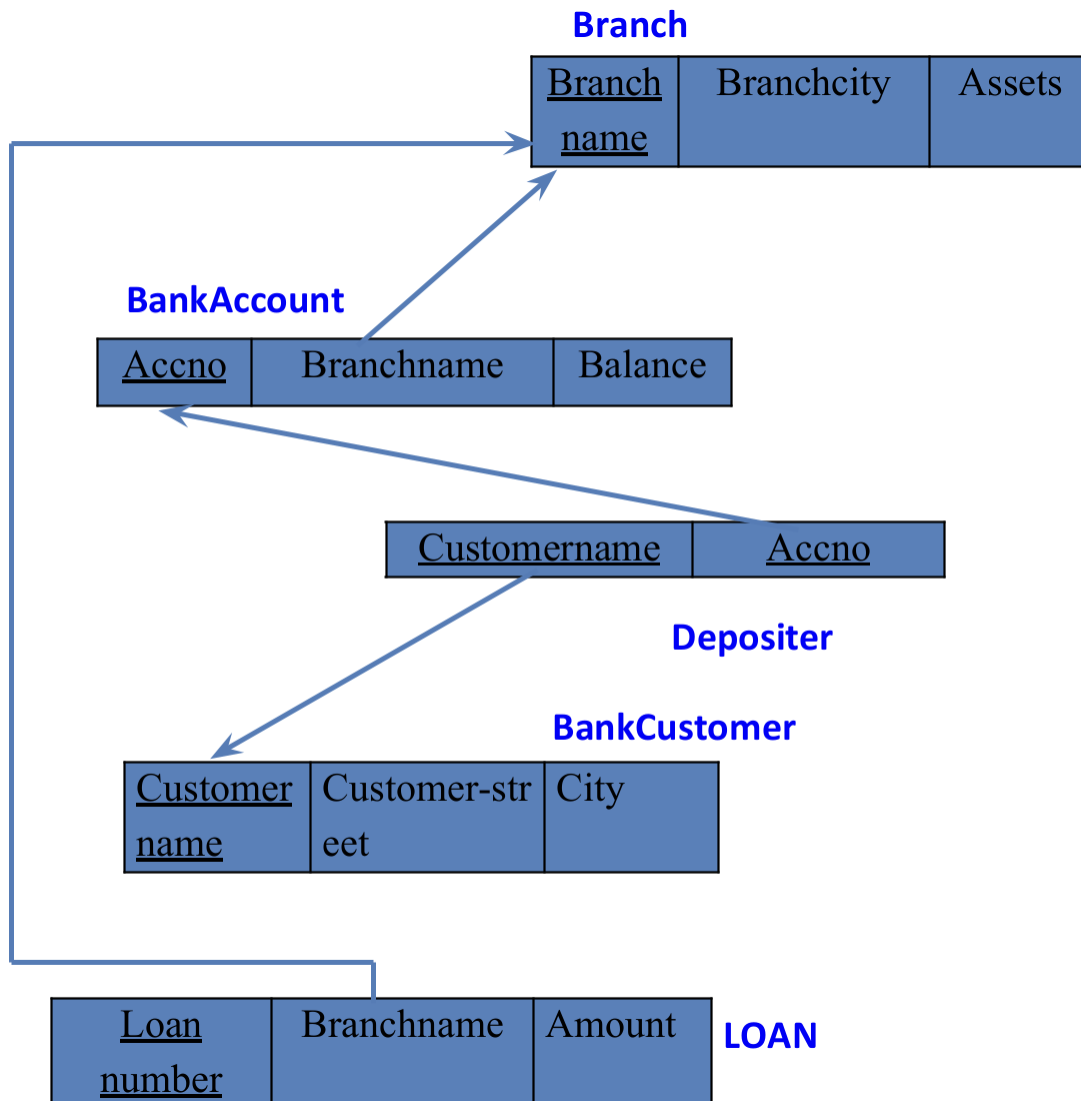 Branch
Branch Branchcity Assets
name
BankAccount
Accno Branchname Balance
Customername Accno
Depositer
BankCustomer
Customer Customer-str City
name eet
Loan Branchname Amount LOAN
number